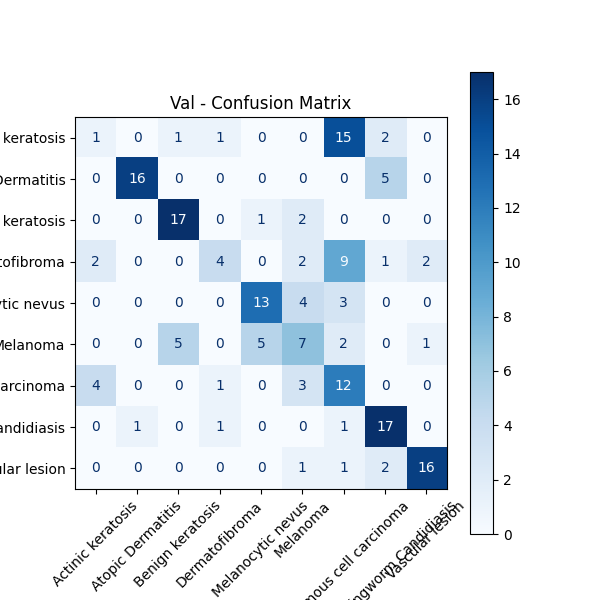 Val - Confusion Matrix
keratosis 1 0 1 1 0 0 15 2 0
Dermatitis 0 16 0 0 0 0 0 5 0
keratosis 0 0 17 0 1 2 0 0 0
tofibroma 2 0 0 4 0 2 9 1 2
ytic nevus 0 0 0 0 13 4 3 0 0
Melanoma 0 0 5 0 5 7 2 0 1
arcinoma 4 0 0 1 0 3 12 0 0
andidiasis 0 1 0 1 0 0 1 17 0
ular lesion 0 0 0 0 0 1 1 2 16
Actinic keratosis
Atopic Dermatitis
Benign keratosis
Dermatofibroma
Melanocytic nevus
Melanoma
mous cell carcinoma
ingworm Candidiasis
Vascular lesion
16
14
12
10
8
6
4
2
0